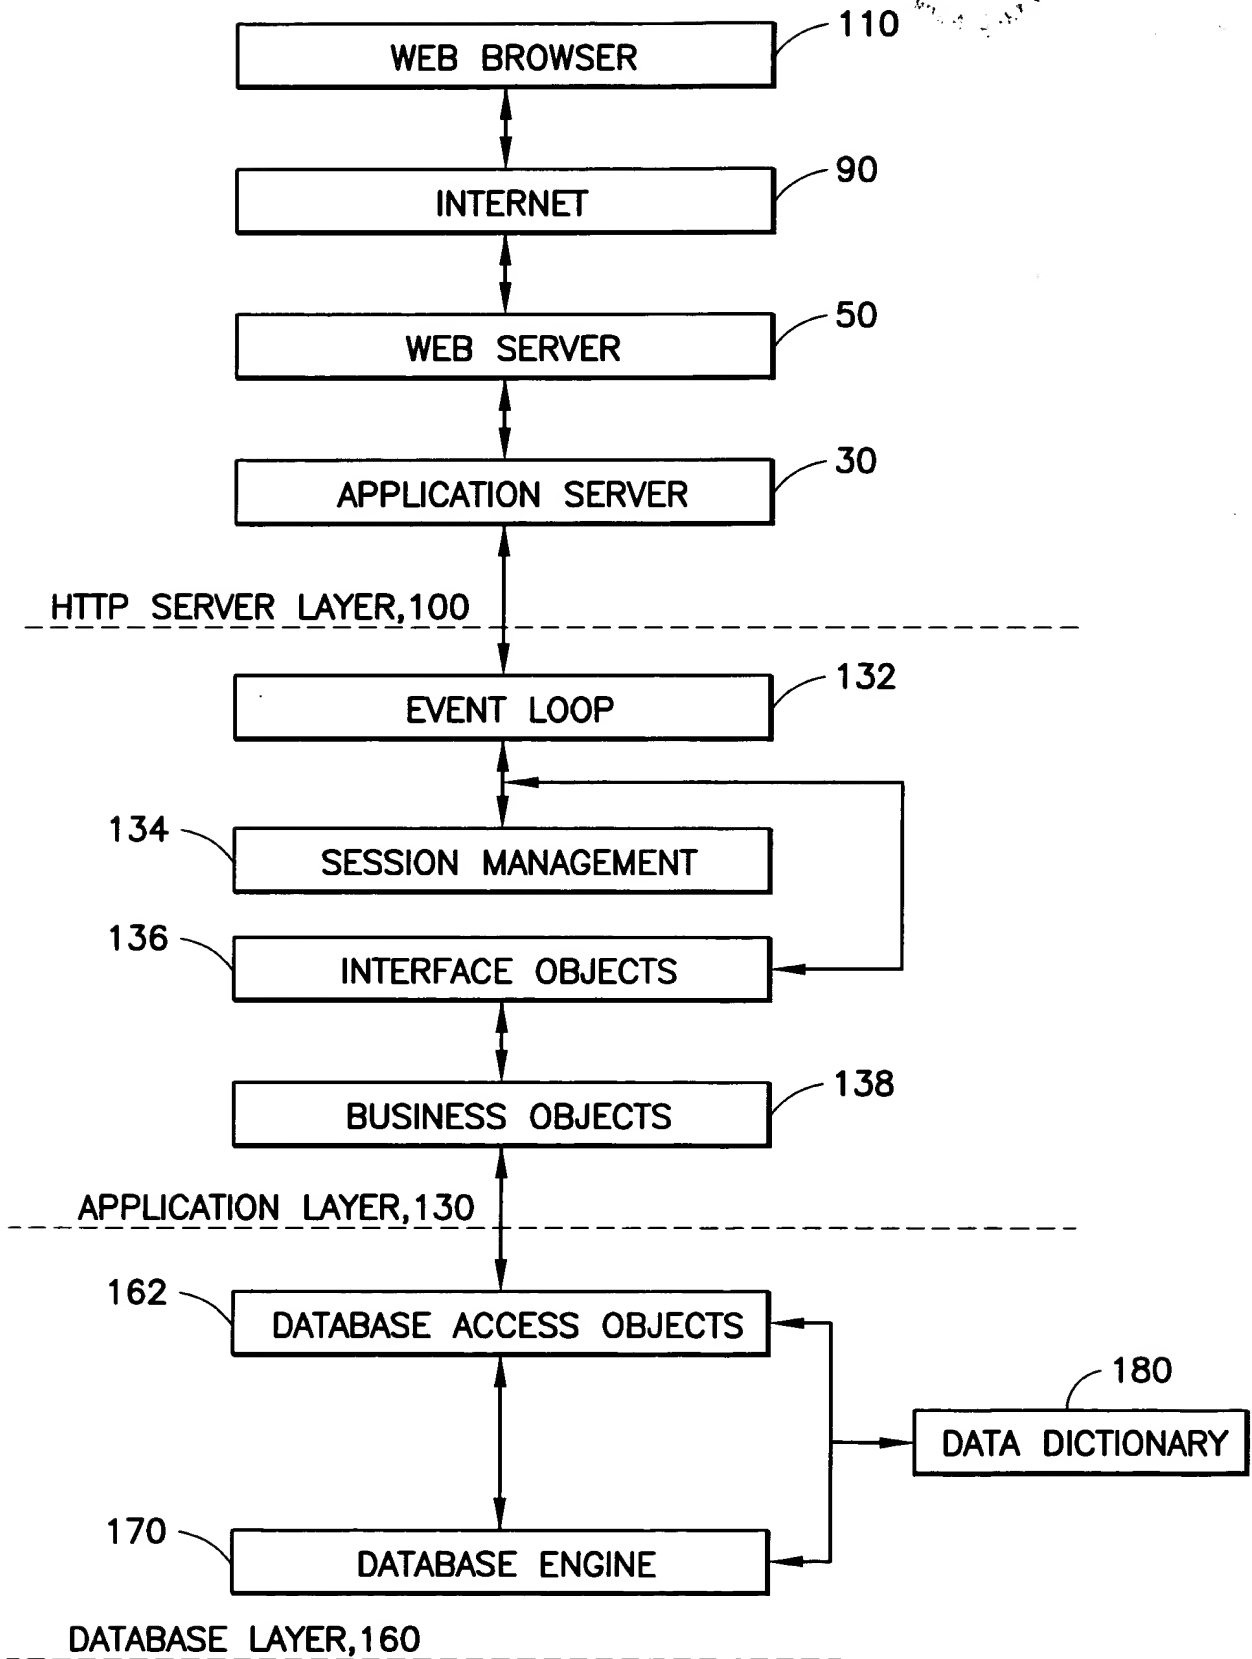 110
WEB BROWSER
90
INTERNET
50
WEB SERVER
30
APPLICATION SERVER
HTTP SERVER LAYER,100
132
EVENT LOOP
134
SESSION MANAGEMENT
136
INTERFACE OBJECTS
138
BUSINESS OBJECTS
APPLICATION LAYER,130
162
DATABASE ACCESS OBJECTS
180
DATA DICTIONARY
170
DATABASE ENGINE
DATABASE LAYER,160